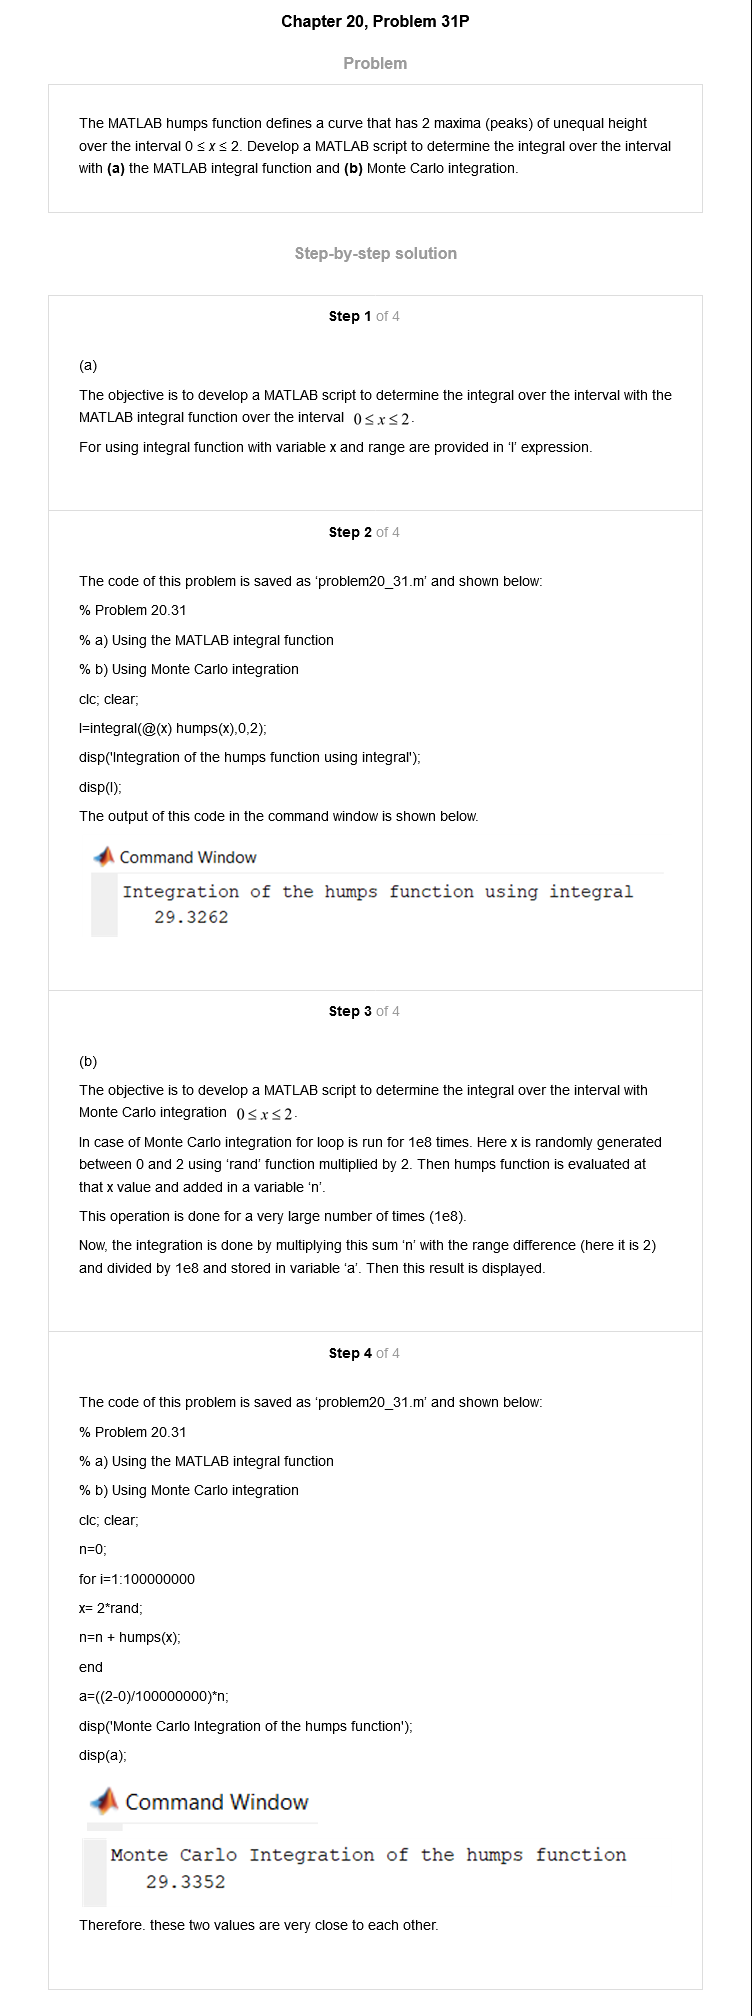 Chapter 20, Problem 31P
Problem
The MATLAB humps function defines a curve that has 2 maxima (peaks) of unequal height
over the interval 0 ≤ x ≤ 2. Develop a MATLAB script to determine the integral over the interval
with (a) the MATLAB integral function and (b) Monte Carlo integration.
Step-by-step solution
Step 1 of 4
(a)
The objective is to develop a MATLAB script to determine the integral over the interval with the
MATLAB integral function over the interval 0 ≤ x ≤ 2.
For using integral function with variable x and range are provided in 'I' expression.
Step 2 of 4
The code of this problem is saved as 'problem20_31.m' and shown below:
% Problem 20.31
% a) Using the MATLAB integral function
% b) Using Monte Carlo integration
clc; clear;
I=integral(@(x) humps(x),0,2);
disp('Integration of the humps function using integral');
disp(I);
The output of this code in the command window is shown below.
Command Window
Integration of the humps function using integral
29.3262
Step 3 of 4
(b)
The objective is to develop a MATLAB script to determine the integral over the interval with
Monte Carlo integration 0 ≤ x ≤ 2.
In case of Monte Carlo integration for loop is run for 1e8 times. Here x is randomly generated
between 0 and 2 using 'rand' function multiplied by 2. Then humps function is evaluated at
that x value and added in a variable 'n'.
This operation is done for a very large number of times (1e8).
Now, the integration is done by multiplying this sum 'n' with the range difference (here it is 2)
and divided by 1e8 and stored in variable 'a'. Then this result is displayed.
Step 4 of 4
The code of this problem is saved as 'problem20_31.m' and shown below:
% Problem 20.31
% a) Using the MATLAB integral function
% b) Using Monte Carlo integration
clc; clear;
n=0;
for i=1:100000000
x= 2*rand;
n=n + humps(x);
end
a=((2-0)/100000000)*n;
disp('Monte Carlo Integration of the humps function');
disp(a);
Command Window
Monte Carlo Integration of the humps function
29.3352
Therefore. these two values are very close to each other.